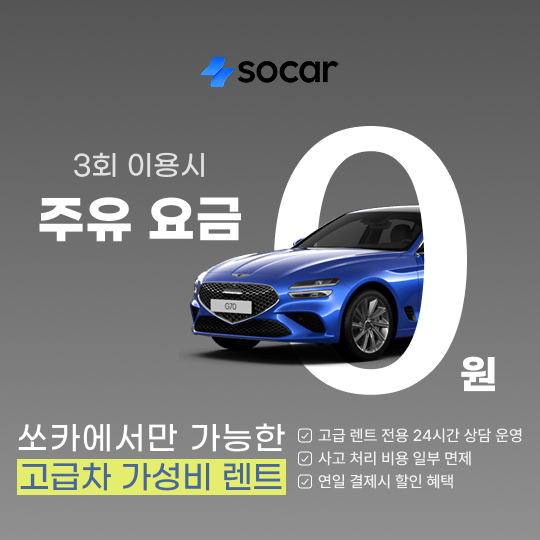 socar
3회 이용시
주유 요금
0원
G70
쏘카에서만 가능한
고급차 가성비 렌트
고급 렌트 전용 24시간 상담 운영
사고 처리 비용 일부 면제
연일 결제시 할인 혜택